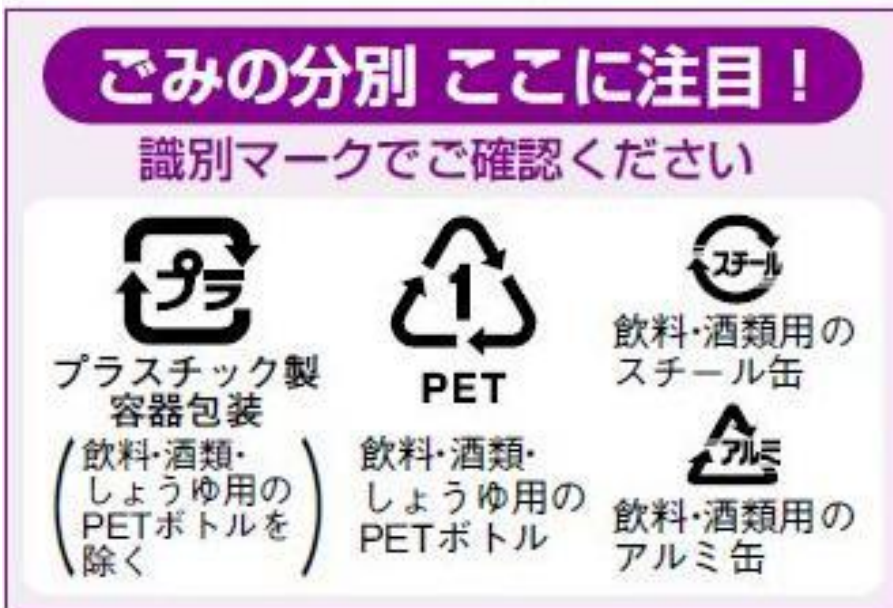 ごみの分別 ここに注目！
識別マークでご確認ください
プラ
プラスチック製
容器包装
(飲料・酒類・
しょうゆ用の
PETボトルを
除く)
1
PET
飲料・酒類・
しょうゆ用の
PETボトル
スチール
飲料・酒類用の
スチール缶
アルミ
飲料・酒類用の
アルミ缶